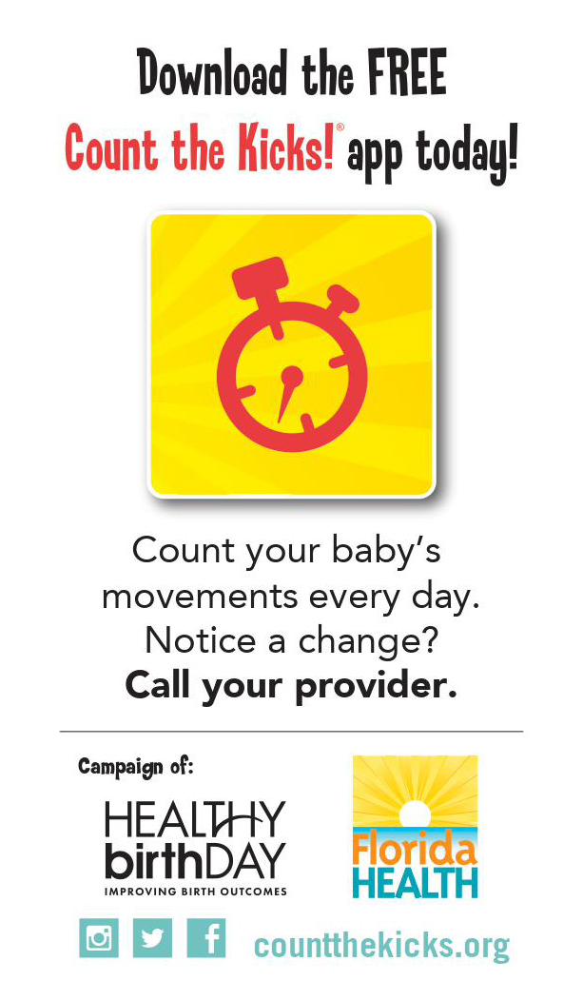 Download the FREE
Count the Kicks!® app today!
Count your baby's
movements every day.
Notice a change?
Call your provider.
Campaign of:
HEALTHY
birthDAY
IMPROVING BIRTH OUTCOMES
Florida
HEALTH
countthekicks.org